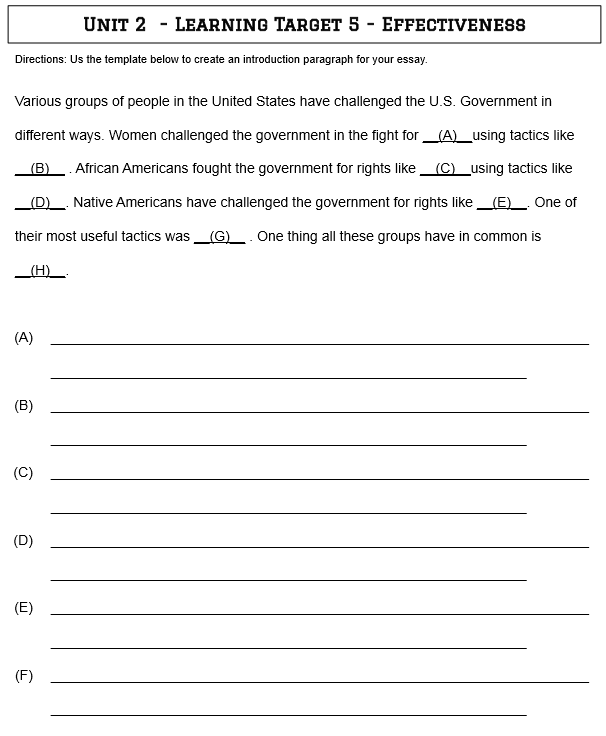 Unit 2 - Learning Target 5 - Effectiveness
Directions: Us the template below to create an introduction paragraph for your essay.
Various groups of people in the United States have challenged the U.S. Government in
different ways. Women challenged the government in the fight for __(A)__using tactics like
__(B)__ . African Americans fought the government for rights like __(C)__using tactics like
__(D)__. Native Americans have challenged the government for rights like __(E)__. One of
their most useful tactics was __(G)__ . One thing all these groups have in common is
__(H)__.
(A)
(B)
(C)
(D)
(E)
(F)